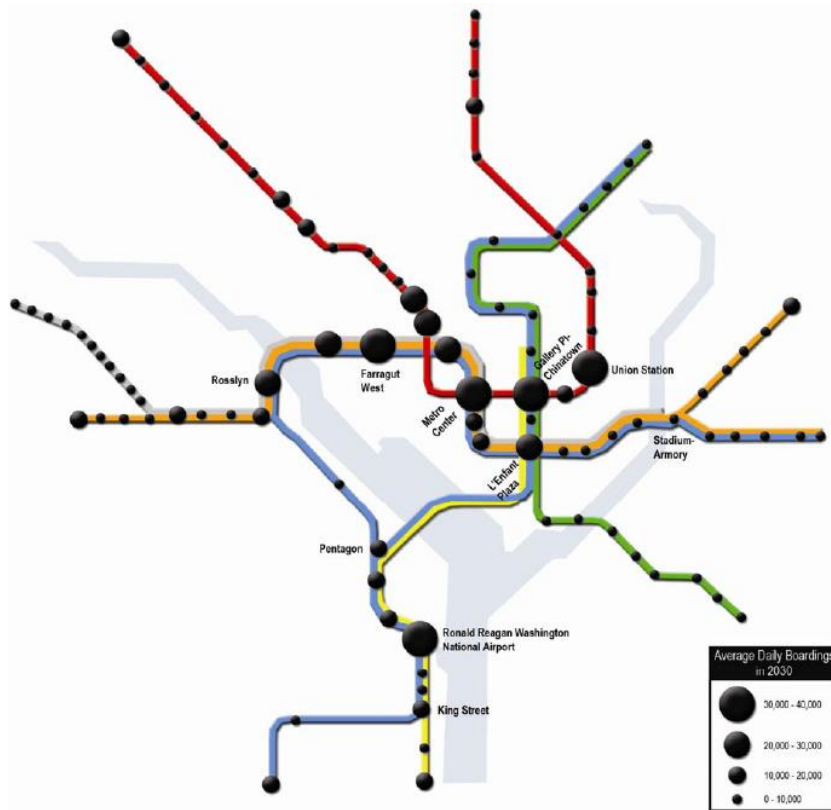 Rosslyn
Farragut
West
Metro
Center
Gallery Pl-
Chinatown
Union Station
L'Enfant
Plaza
Stadium-
Armory
Pentagon
Ronald Reagan Washington
National Airport
King Street
Average Daily Boardings
in 2030
30,000 - 40,000
20,000 - 30,000
10,000 - 20,000
0 - 10,000